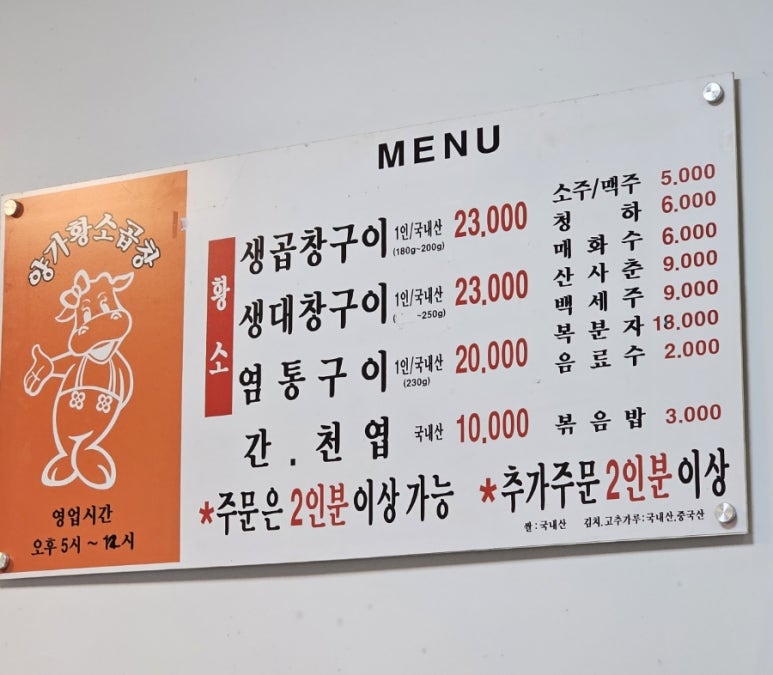 MENU
양가황소곱창
영업시간
오후 5시 ~ 12시
황소
생곱창구이 1인/국내산 (180g~200g) 23,000
생대창구이 1인/국내산 ( ~250g) 23,000
염통구이 1인/국내산 (230g) 20,000
간. 천엽 국내산 10,000
소주/맥주 5.000
청하 6.000
매화수 6.000
산사춘 9.000
백세주 9.000
복분자 18.000
음료수 2.000
볶음밥 3.000
*주문은 2인분 이상 가능 *추가주문 2인분 이상
쌀:국내산 김치,고추가루:국내산,중국산